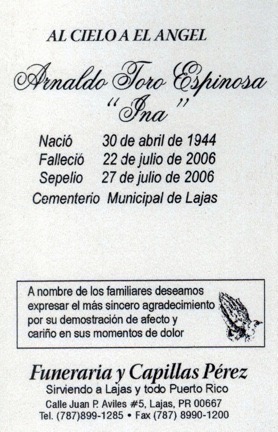 AL CIELO A EL ANGEL
Arnaldo Toro Espinosa
"Ina"
Nació 30 de abril de 1944
Falleció 22 de julio de 2006
Sepelio 27 de julio de 2006
Cementerio Municipal de Lajas
A nombre de los familiares deseamos
expresar el más sincero agradecimiento
por su demostración de afecto y
cariño en sus momentos de dolor
Funeraria y Capillas Pérez
Sirviendo a Lajas y todo Puerto Rico
Calle Juan P. Aviles #5, Lajas, PR 00667
Tel. (787)899-1285 • Fax (787) 8990-1200